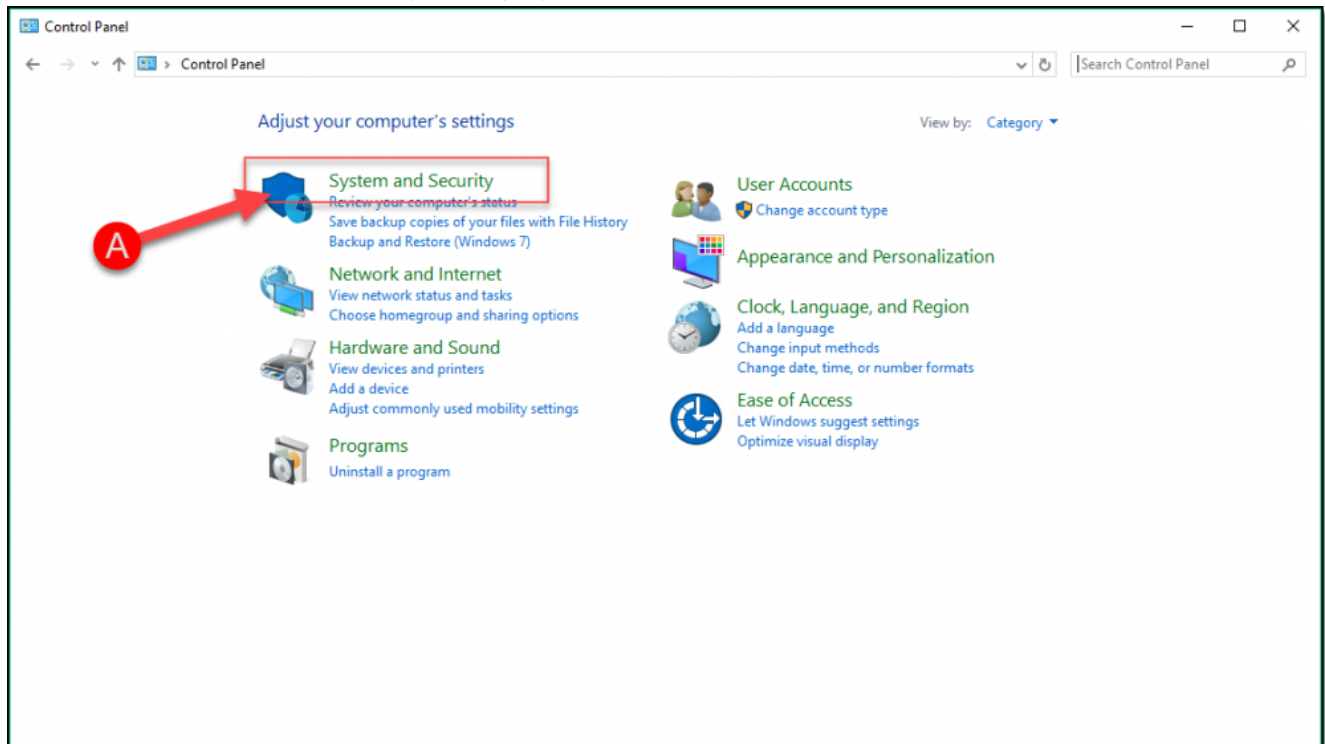 Control Panel
Control Panel
Search Control Panel
Adjust your computer's settings
View by: Category
System and Security
Review your computer's status
Save backup copies of your files with File History
Backup and Restore (Windows 7)
A
Network and Internet
View network status and tasks
Choose homegroup and sharing options
Hardware and Sound
View devices and printers
Add a device
Adjust commonly used mobility settings
Programs
Uninstall a program
User Accounts
Change account type
Appearance and Personalization
Clock, Language, and Region
Add a language
Change input methods
Change date, time, or number formats
Ease of Access
Let Windows suggest settings
Optimize visual display